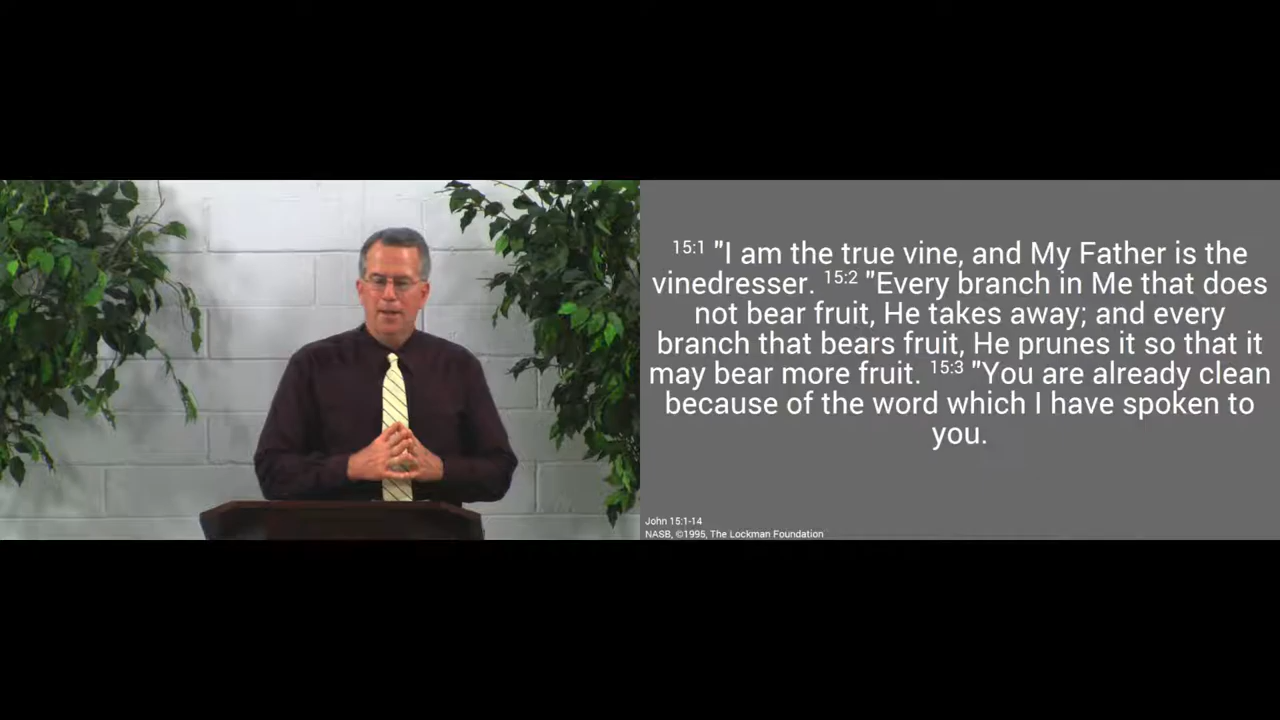 15:1 "I am the true vine, and My Father is the
vinedresser. 15:2 "Every branch in Me that does
not bear fruit, He takes away; and every
branch that bears fruit, He prunes it so that it
may bear more fruit. 15:3 "You are already clean
because of the word which I have spoken to
you.
John 15:1-14
NASB, ©1995, The Lockman Foundation